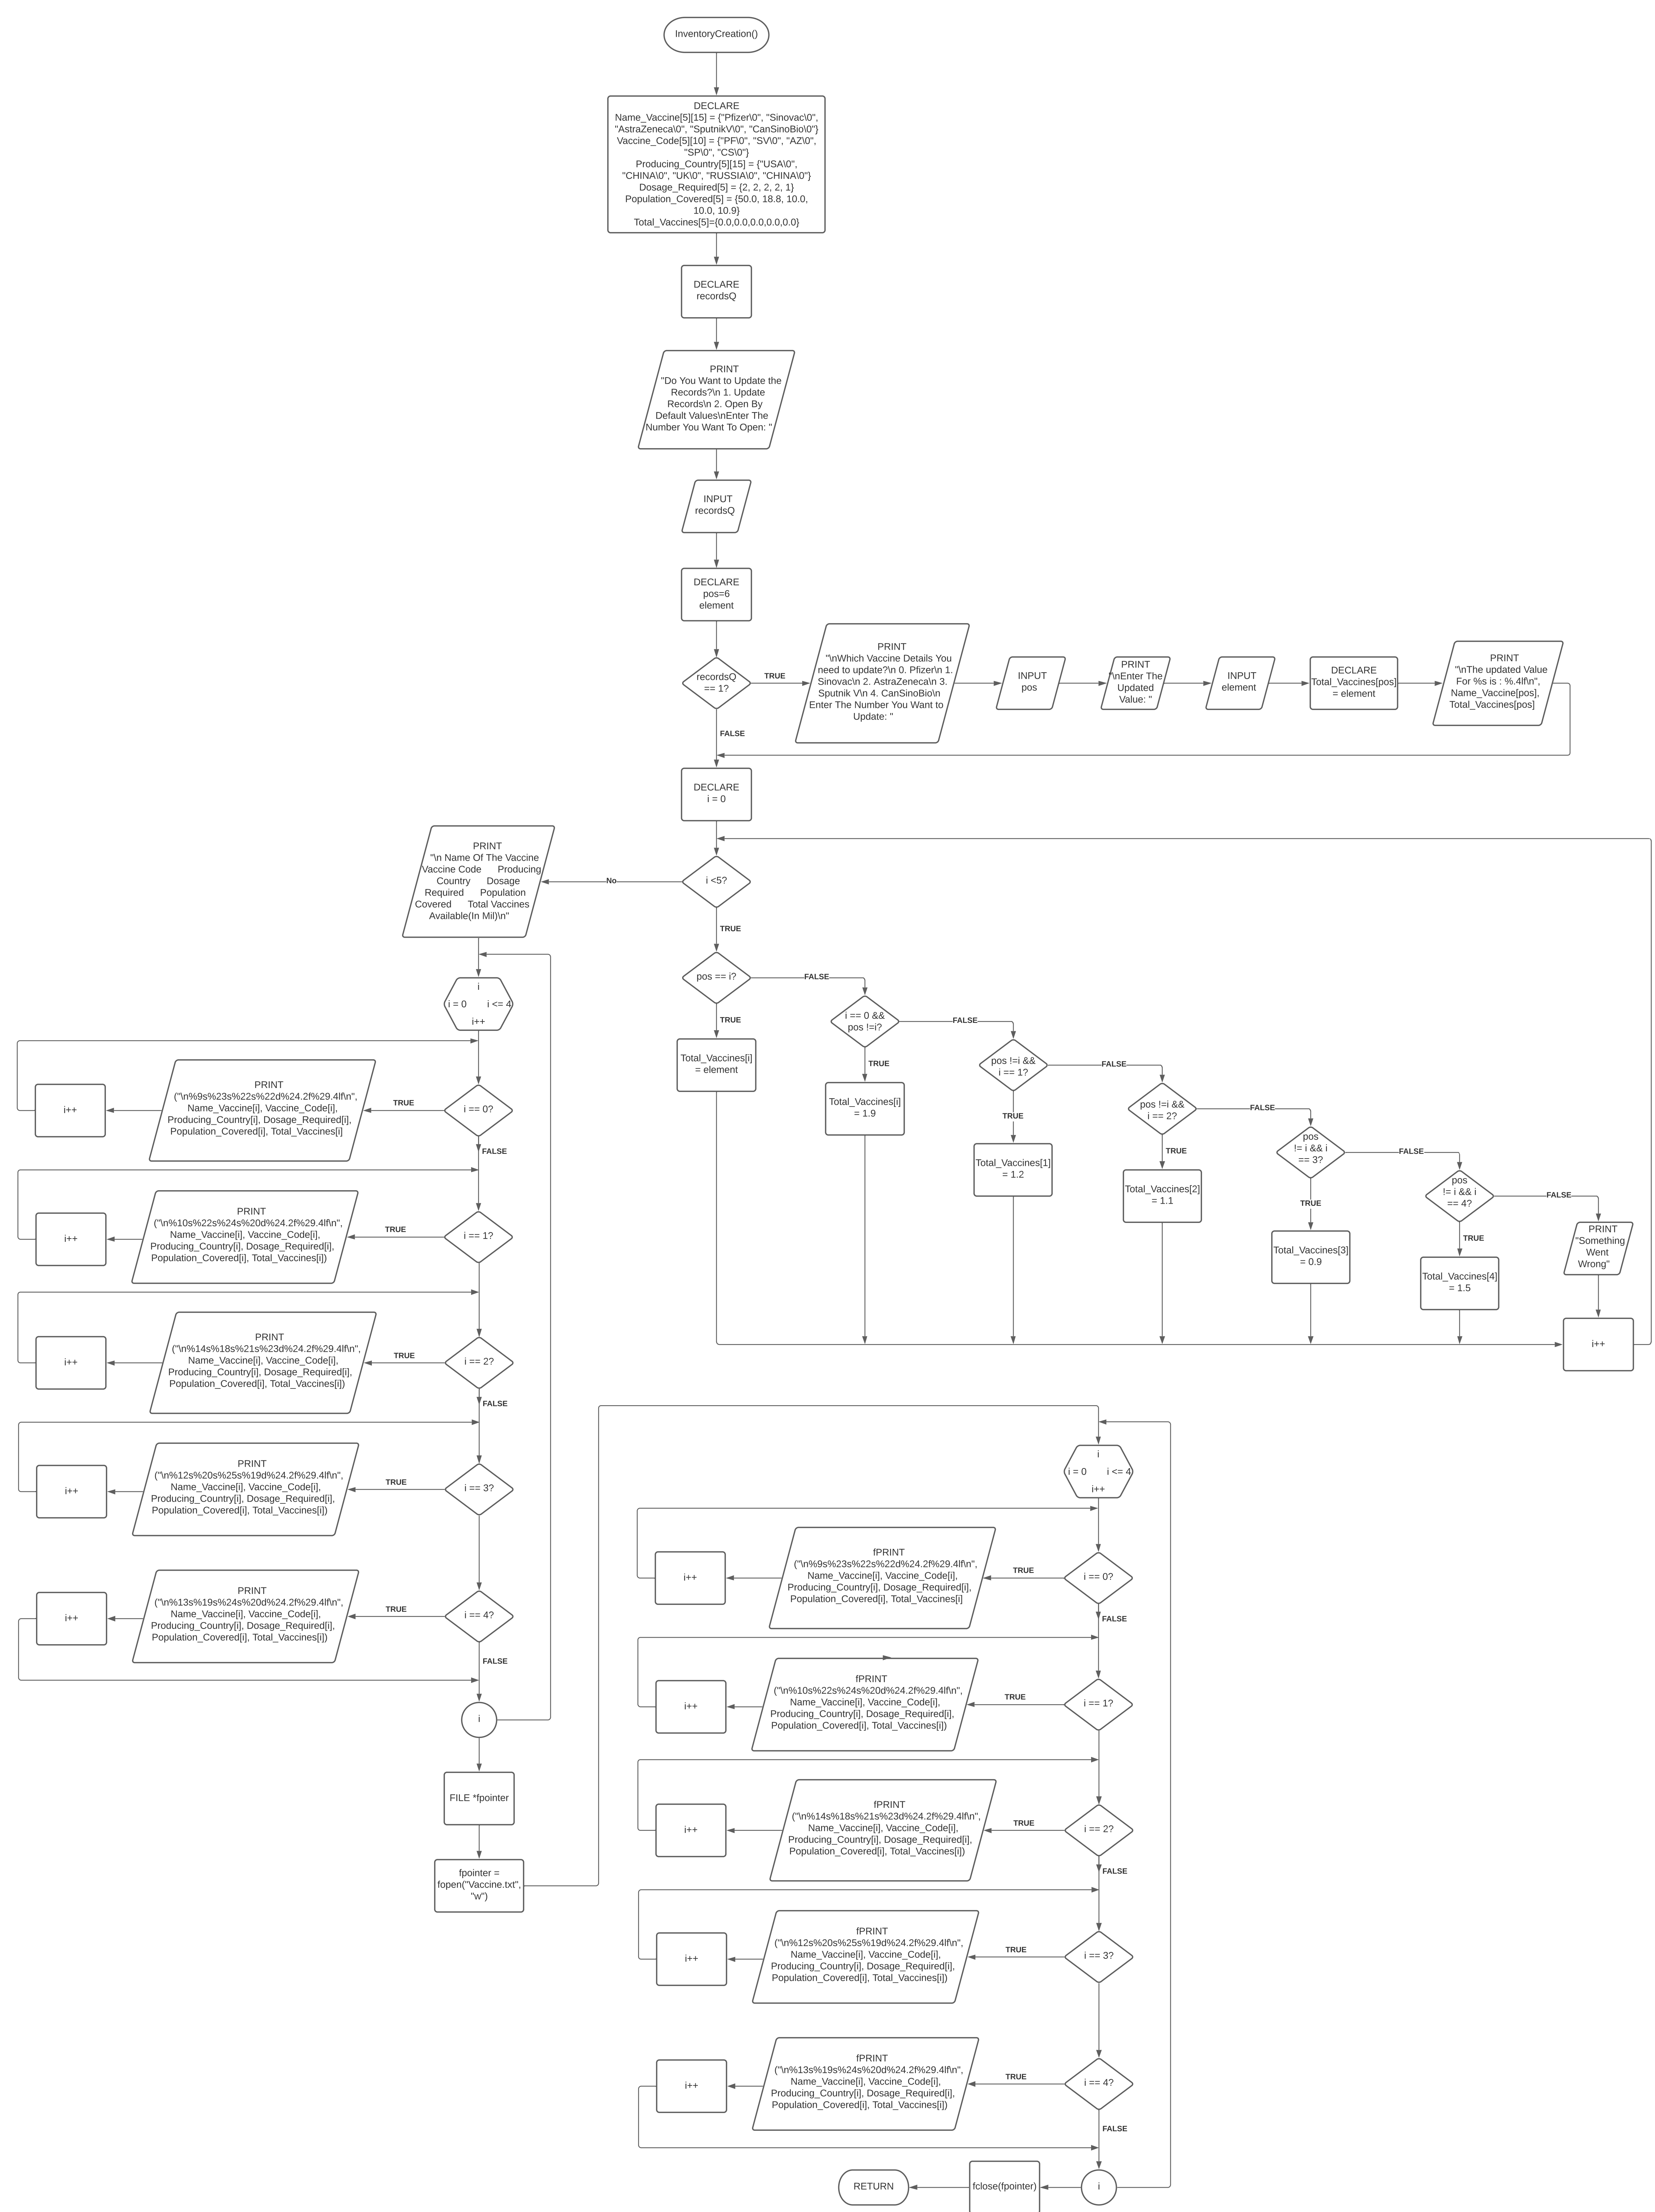 InventoryCreation()
DECLARE
Name_Vaccine[5][15] = {"Pfizer\0", "Sinovac\0",
"AstraZeneca\0", "SputnikV\0", "CanSinoBio\0"}
Vaccine_Code[5][10] = {"PF\0", "SV\0", "AZ\0",
"SP\0", "CS\0"}
Producing_Country[5][15] = {"USA\0",
"CHINA\0", "UK\0", "RUSSIA\0", "CHINA\0"}
Dosage_Required[5] = {2, 2, 2, 2, 1}
Population_Covered[5] = {50.0, 18.8, 10.0,
10.0, 10.9}
Total_Vaccines[5]={0.0,0.0,0.0,0.0,0.0}
DECLARE
recordsQ
PRINT
"Do You Want to Update the
Records?\n 1. Update
Records\n 2. Open By
Default Values\nEnter The
Number You Want To Open: "
INPUT
recordsQ
DECLARE
pos=6
element
recordsQ
== 1?
TRUE
PRINT
"\nWhich Vaccine Details You
need to update?\n 0. Pfizer\n 1.
Sinovac\n 2. AstraZeneca\n 3.
Sputnik V\n 4. CanSinoBio\n
Enter The Number You Want to
Update: "
INPUT
pos
PRINT
"\nEnter The
Updated
Value: "
INPUT
element
DECLARE
Total_Vaccines[pos]
= element
PRINT
"\nThe updated Value
For %s is : %.4lf\n",
Name_Vaccine[pos],
Total_Vaccines[pos]
FALSE
DECLARE
i = 0
i <5?
No
TRUE
PRINT
"\n Name Of The Vaccine
Vaccine Code      Producing
Country      Dosage
Required      Population
Covered      Total Vaccines
Available(In Mil)\n"
pos == i?
FALSE
TRUE
Total_Vaccines[i]
= element
i == 0 &&
pos !=i?
FALSE
TRUE
Total_Vaccines[i]
= 1.9
pos !=i &&
i == 1?
FALSE
TRUE
Total_Vaccines[1]
= 1.2
pos !=i &&
i == 2?
FALSE
TRUE
Total_Vaccines[2]
= 1.1
pos
!= i && i
== 3?
FALSE
TRUE
Total_Vaccines[3]
= 0.9
pos
!= i && i
== 4?
FALSE
TRUE
Total_Vaccines[4]
= 1.5
PRINT
"Something
Went
Wrong"
i++
i
i = 0      i <= 4
i++
i == 0?
TRUE
FALSE
PRINT
("\n%9s%23s%22s%22d%24.2f%29.4lf\n",
Name_Vaccine[i], Vaccine_Code[i],
Producing_Country[i], Dosage_Required[i],
Population_Covered[i], Total_Vaccines[i]
i++
i == 1?
TRUE
PRINT
("\n%10s%22s%24s%20d%24.2f%29.4lf\n",
Name_Vaccine[i], Vaccine_Code[i],
Producing_Country[i], Dosage_Required[i],
Population_Covered[i], Total_Vaccines[i])
i++
i == 2?
TRUE
FALSE
PRINT
("\n%14s%18s%21s%23d%24.2f%29.4lf\n",
Name_Vaccine[i], Vaccine_Code[i],
Producing_Country[i], Dosage_Required[i],
Population_Covered[i], Total_Vaccines[i])
i++
i == 3?
TRUE
PRINT
("\n%12s%20s%25s%19d%24.2f%29.4lf\n",
Name_Vaccine[i], Vaccine_Code[i],
Producing_Country[i], Dosage_Required[i],
Population_Covered[i], Total_Vaccines[i])
i++
i == 4?
TRUE
FALSE
PRINT
("\n%13s%19s%24s%20d%24.2f%29.4lf\n",
Name_Vaccine[i], Vaccine_Code[i],
Producing_Country[i], Dosage_Required[i],
Population_Covered[i], Total_Vaccines[i])
i++
i
FILE *fpointer
fpointer =
fopen("Vaccine.txt",
"w")
i
i = 0      i <= 4
i++
i == 0?
TRUE
FALSE
fPRINT
("\n%9s%23s%22s%22d%24.2f%29.4lf\n",
Name_Vaccine[i], Vaccine_Code[i],
Producing_Country[i], Dosage_Required[i],
Population_Covered[i], Total_Vaccines[i]
i++
i == 1?
TRUE
fPRINT
("\n%10s%22s%24s%20d%24.2f%29.4lf\n",
Name_Vaccine[i], Vaccine_Code[i],
Producing_Country[i], Dosage_Required[i],
Population_Covered[i], Total_Vaccines[i])
i++
i == 2?
TRUE
FALSE
fPRINT
("\n%14s%18s%21s%23d%24.2f%29.4lf\n",
Name_Vaccine[i], Vaccine_Code[i],
Producing_Country[i], Dosage_Required[i],
Population_Covered[i], Total_Vaccines[i])
i++
i == 3?
TRUE
fPRINT
("\n%12s%20s%25s%19d%24.2f%29.4lf\n",
Name_Vaccine[i], Vaccine_Code[i],
Producing_Country[i], Dosage_Required[i],
Population_Covered[i], Total_Vaccines[i])
i++
i == 4?
TRUE
FALSE
fPRINT
("\n%13s%19s%24s%20d%24.2f%29.4lf\n",
Name_Vaccine[i], Vaccine_Code[i],
Producing_Country[i], Dosage_Required[i],
Population_Covered[i], Total_Vaccines[i])
i++
i
fclose(fpointer)
RETURN